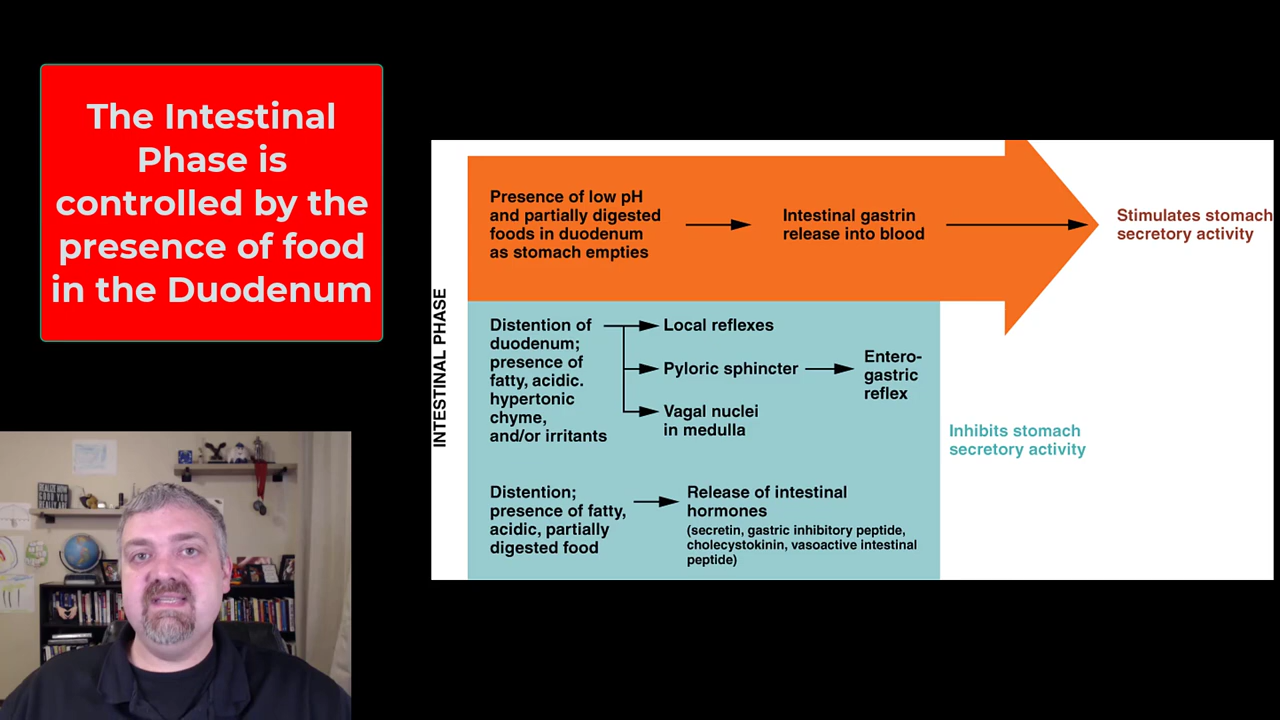 The Intestinal
Phase is
controlled by the
presence of food
in the Duodenum
INTESTINAL PHASE
Presence of low pH
and partially digested
foods in duodenum
as stomach empties
Intestinal gastrin
release into blood
Stimulates stomach
secretory activity
Distention of
duodenum;
presence of
fatty, acidic.
hypertonic
chyme,
and/or irritants
Local reflexes
Pyloric sphincter
Vagal nuclei
in medulla
Entero-
gastric
reflex
Inhibits stomach
secretory activity
Distention;
presence of fatty,
acidic, partially
digested food
Release of intestinal
hormones
(secretin, gastric inhibitory peptide,
cholecystokinin, vasoactive intestinal
peptide)